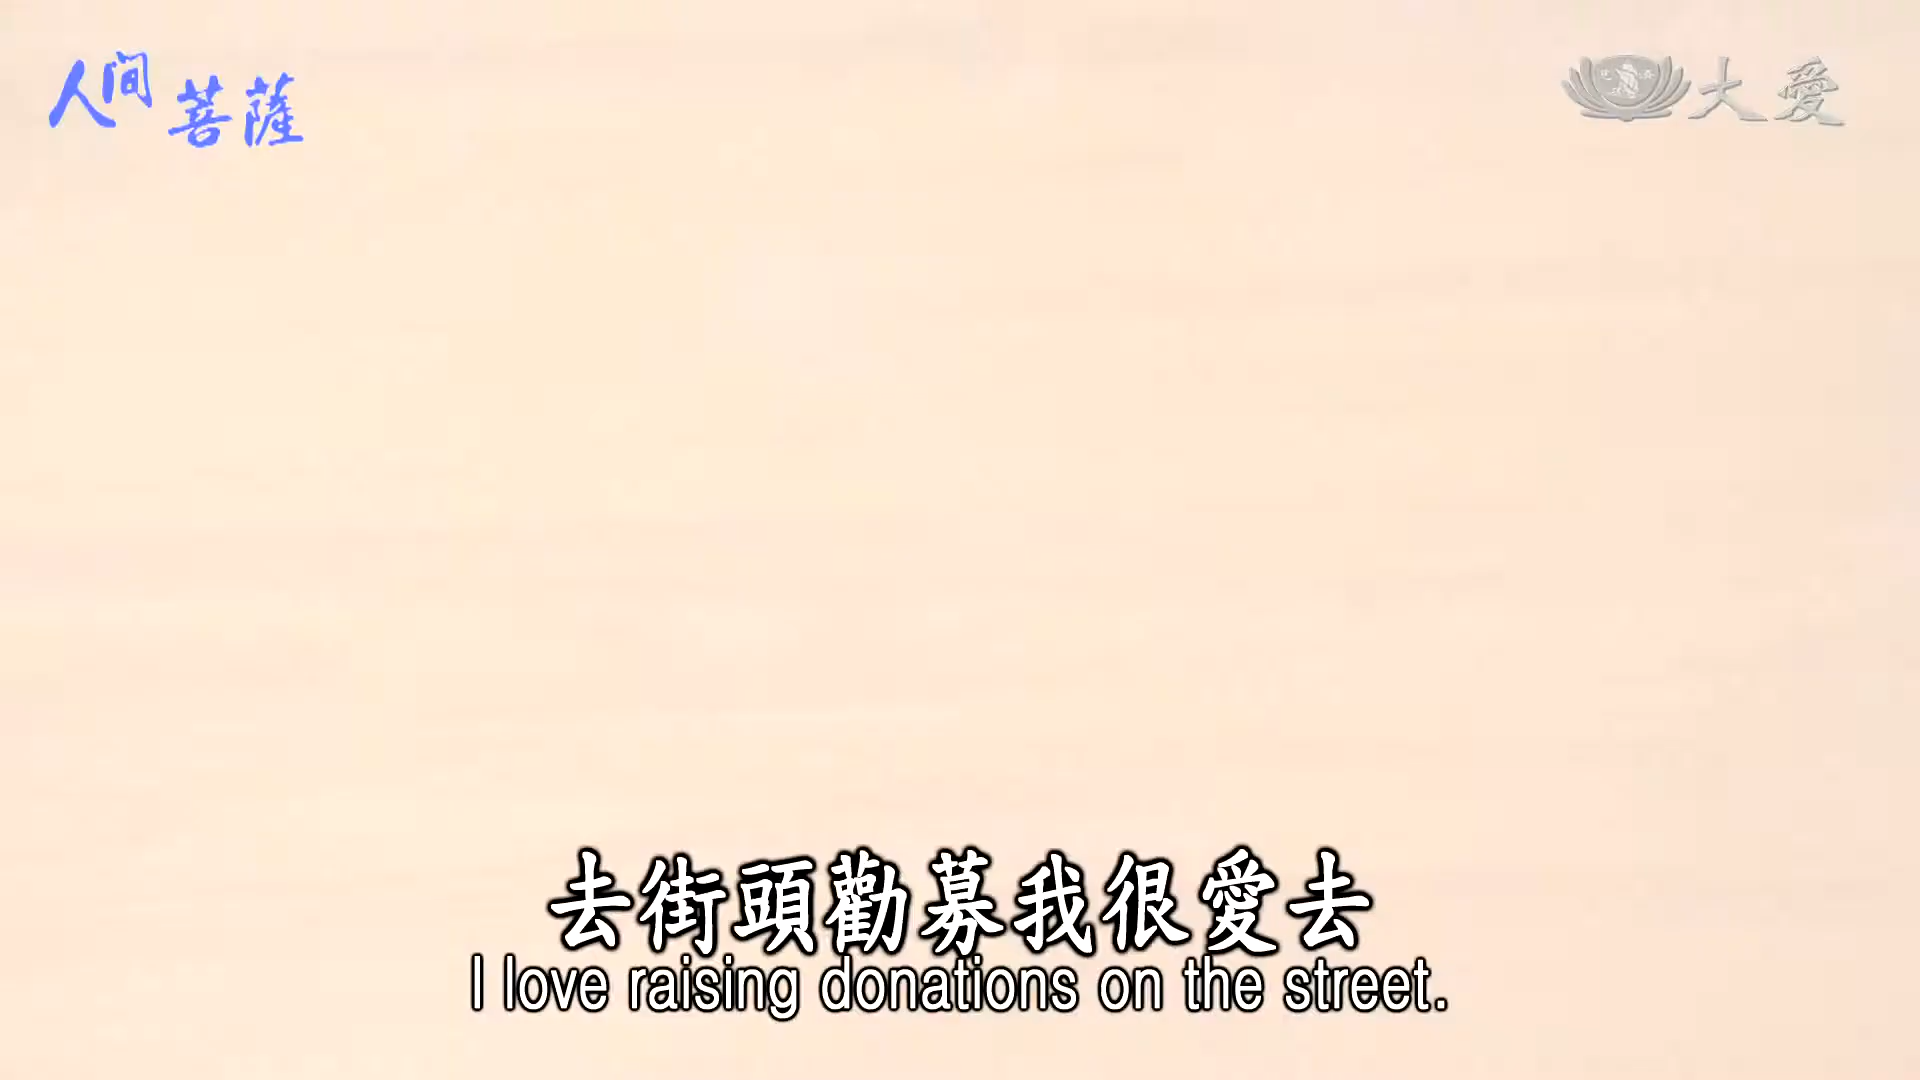 人间菩薩
大愛
去街頭勸募我很愛去
I love raising donations on the street.